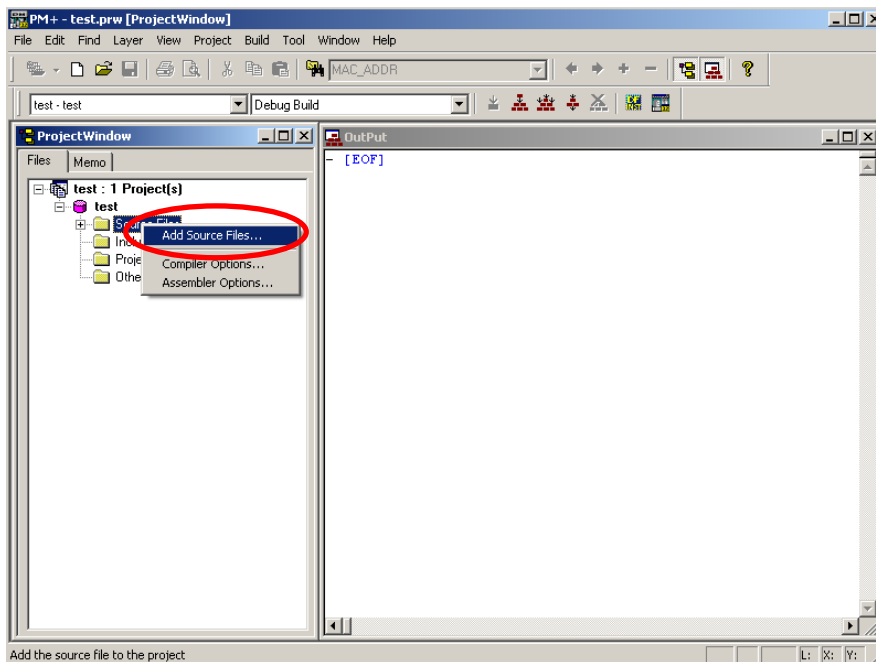 PM+ - test.prw [ProjectWindow]
File Edit Find Layer View Project Build Tool Window Help
MAC_ADDR
test - test Debug Build
ProjectWindow
Files Memo
test : 1 Project(s)
test
Add Source Files...
Compiler Options...
Assembler Options...
OutPut
[EOF]
Add the source file to the project
L: X: Y: